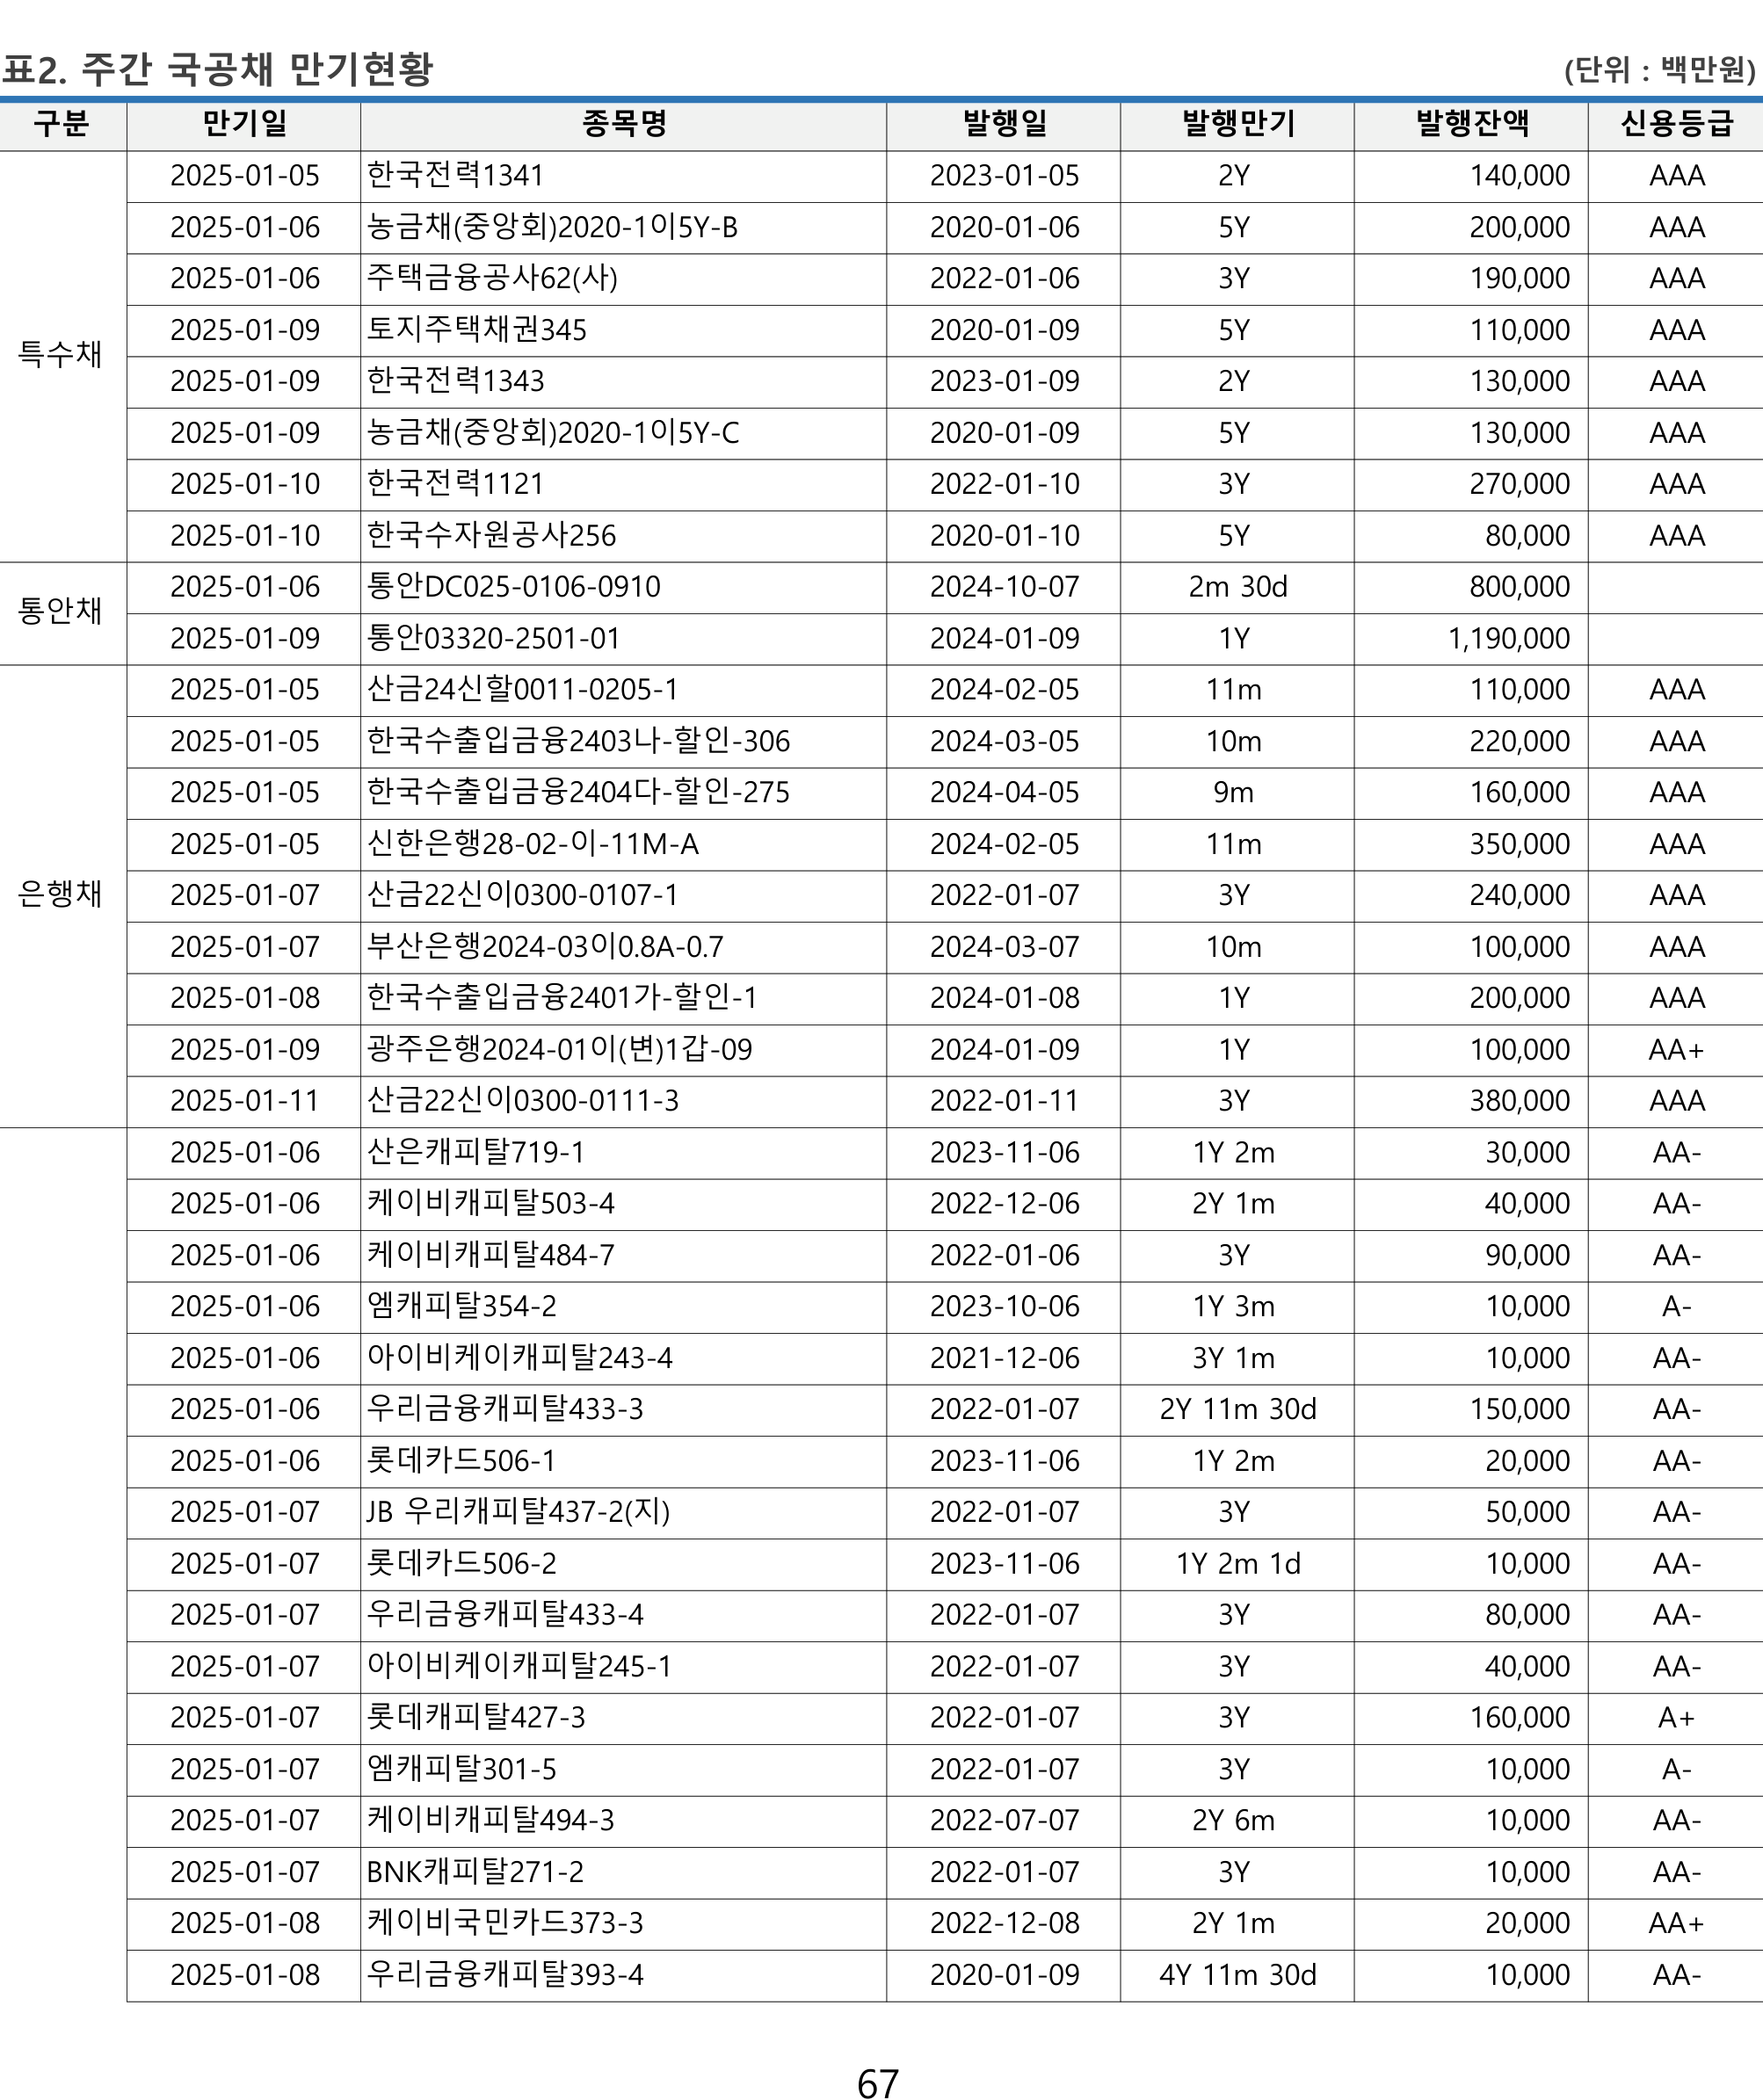 표2. 주간 국공채 만기현황 (단위 : 백만원)
구분 만기일 종목명 발행일 발행만기 발행잔액 신용등급
특수채
2025-01-05 한국전력1341 2023-01-05 2Y 140,000 AAA
2025-01-06 농금채(중앙회)2020-1이5Y-B 2020-01-06 5Y 200,000 AAA
2025-01-06 주택금융공사62(사) 2022-01-06 3Y 190,000 AAA
2025-01-09 토지주택채권345 2020-01-09 5Y 110,000 AAA
2025-01-09 한국전력1343 2023-01-09 2Y 130,000 AAA
2025-01-09 농금채(중앙회)2020-1이5Y-C 2020-01-09 5Y 130,000 AAA
2025-01-10 한국전력1121 2022-01-10 3Y 270,000 AAA
2025-01-10 한국수자원공사256 2020-01-10 5Y 80,000 AAA
통안채
2025-01-06 통안DC025-0106-0910 2024-10-07 2m 30d 800,000
2025-01-09 통안03320-2501-01 2024-01-09 1Y 1,190,000
은행채
2025-01-05 산금24신할0011-0205-1 2024-02-05 11m 110,000 AAA
2025-01-05 한국수출입금융2403나-할인-306 2024-03-05 10m 220,000 AAA
2025-01-05 한국수출입금융2404다-할인-275 2024-04-05 9m 160,000 AAA
2025-01-05 신한은행28-02-이-11M-A 2024-02-05 11m 350,000 AAA
2025-01-07 산금22신이0300-0107-1 2022-01-07 3Y 240,000 AAA
2025-01-07 부산은행2024-03이0.8A-0.7 2024-03-07 10m 100,000 AAA
2025-01-08 한국수출입금융2401가-할인-1 2024-01-08 1Y 200,000 AAA
2025-01-09 광주은행2024-01이(변)1갑-09 2024-01-09 1Y 100,000 AA+
2025-01-11 산금22신이0300-0111-3 2022-01-11 3Y 380,000 AAA
2025-01-06 산은캐피탈719-1 2023-11-06 1Y 2m 30,000 AA-
2025-01-06 케이비캐피탈503-4 2022-12-06 2Y 1m 40,000 AA-
2025-01-06 케이비캐피탈484-7 2022-01-06 3Y 90,000 AA-
2025-01-06 엠캐피탈354-2 2023-10-06 1Y 3m 10,000 A-
2025-01-06 아이비케이캐피탈243-4 2021-12-06 3Y 1m 10,000 AA-
2025-01-06 우리금융캐피탈433-3 2022-01-07 2Y 11m 30d 150,000 AA-
2025-01-06 롯데카드506-1 2023-11-06 1Y 2m 20,000 AA-
2025-01-07 JB 우리캐피탈437-2(지) 2022-01-07 3Y 50,000 AA-
2025-01-07 롯데카드506-2 2023-11-06 1Y 2m 1d 10,000 AA-
2025-01-07 우리금융캐피탈433-4 2022-01-07 3Y 80,000 AA-
2025-01-07 아이비케이캐피탈245-1 2022-01-07 3Y 40,000 AA-
2025-01-07 롯데캐피탈427-3 2022-01-07 3Y 160,000 A+
2025-01-07 엠캐피탈301-5 2022-01-07 3Y 10,000 A-
2025-01-07 케이비캐피탈494-3 2022-07-07 2Y 6m 10,000 AA-
2025-01-07 BNK캐피탈271-2 2022-01-07 3Y 10,000 AA-
2025-01-08 케이비국민카드373-3 2022-12-08 2Y 1m 20,000 AA+
2025-01-08 우리금융캐피탈393-4 2020-01-09 4Y 11m 30d 10,000 AA-
67